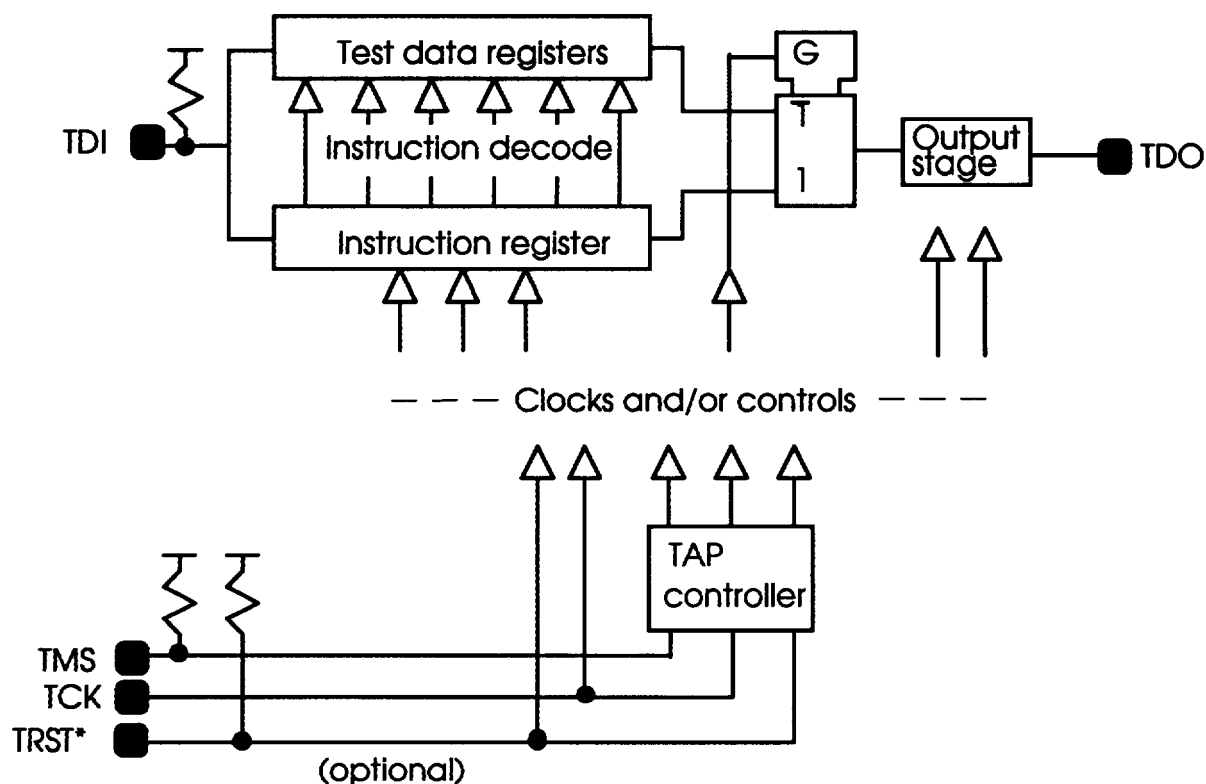 Test data registers
G
TDI
Instruction decode
T
1
Output
stage
TDO
Instruction register
Clocks and/or controls
TAP
controller
TMS
TCK
TRST*
(optional)